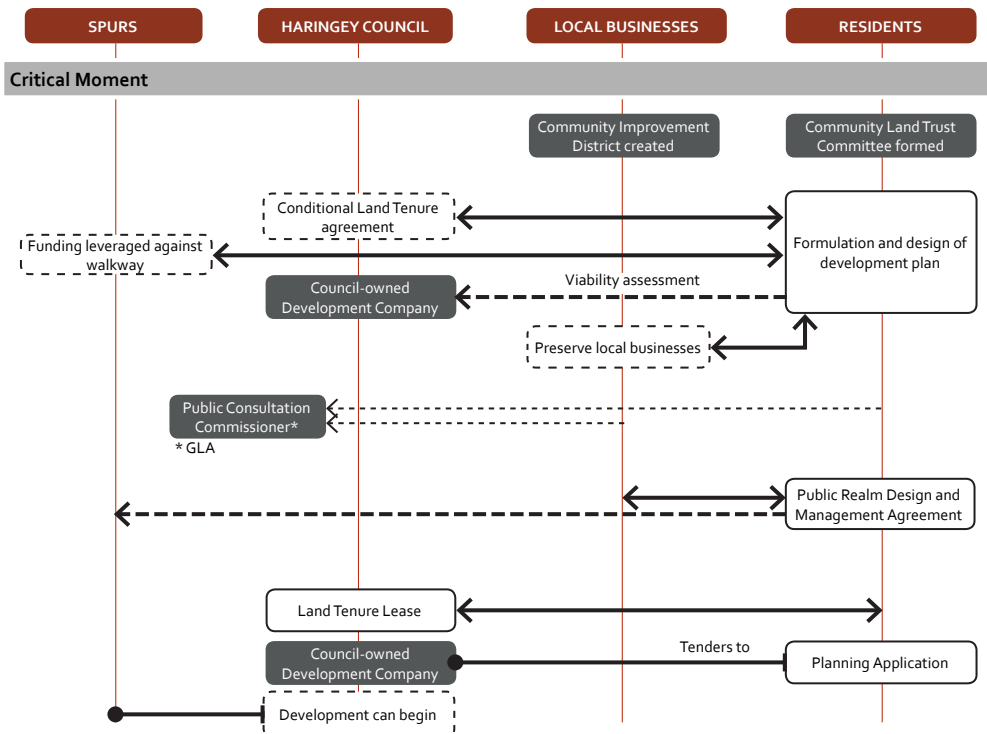 SPURS
HARINGEY COUNCIL
LOCAL BUSINESSES
RESIDENTS
Critical Moment
Community Improvement
District created
Community Land Trust
Committee formed
Conditional Land Tenure
agreement
Formulation and design of
development plan
Funding leveraged against
walkway
Viability assessment
Council-owned
Development Company
Preserve local businesses
Public Consultation
Commissioner*
* GLA
Public Realm Design and
Management Agreement
Land Tenure Lease
Council-owned
Development Company
Tenders to
Planning Application
Development can begin